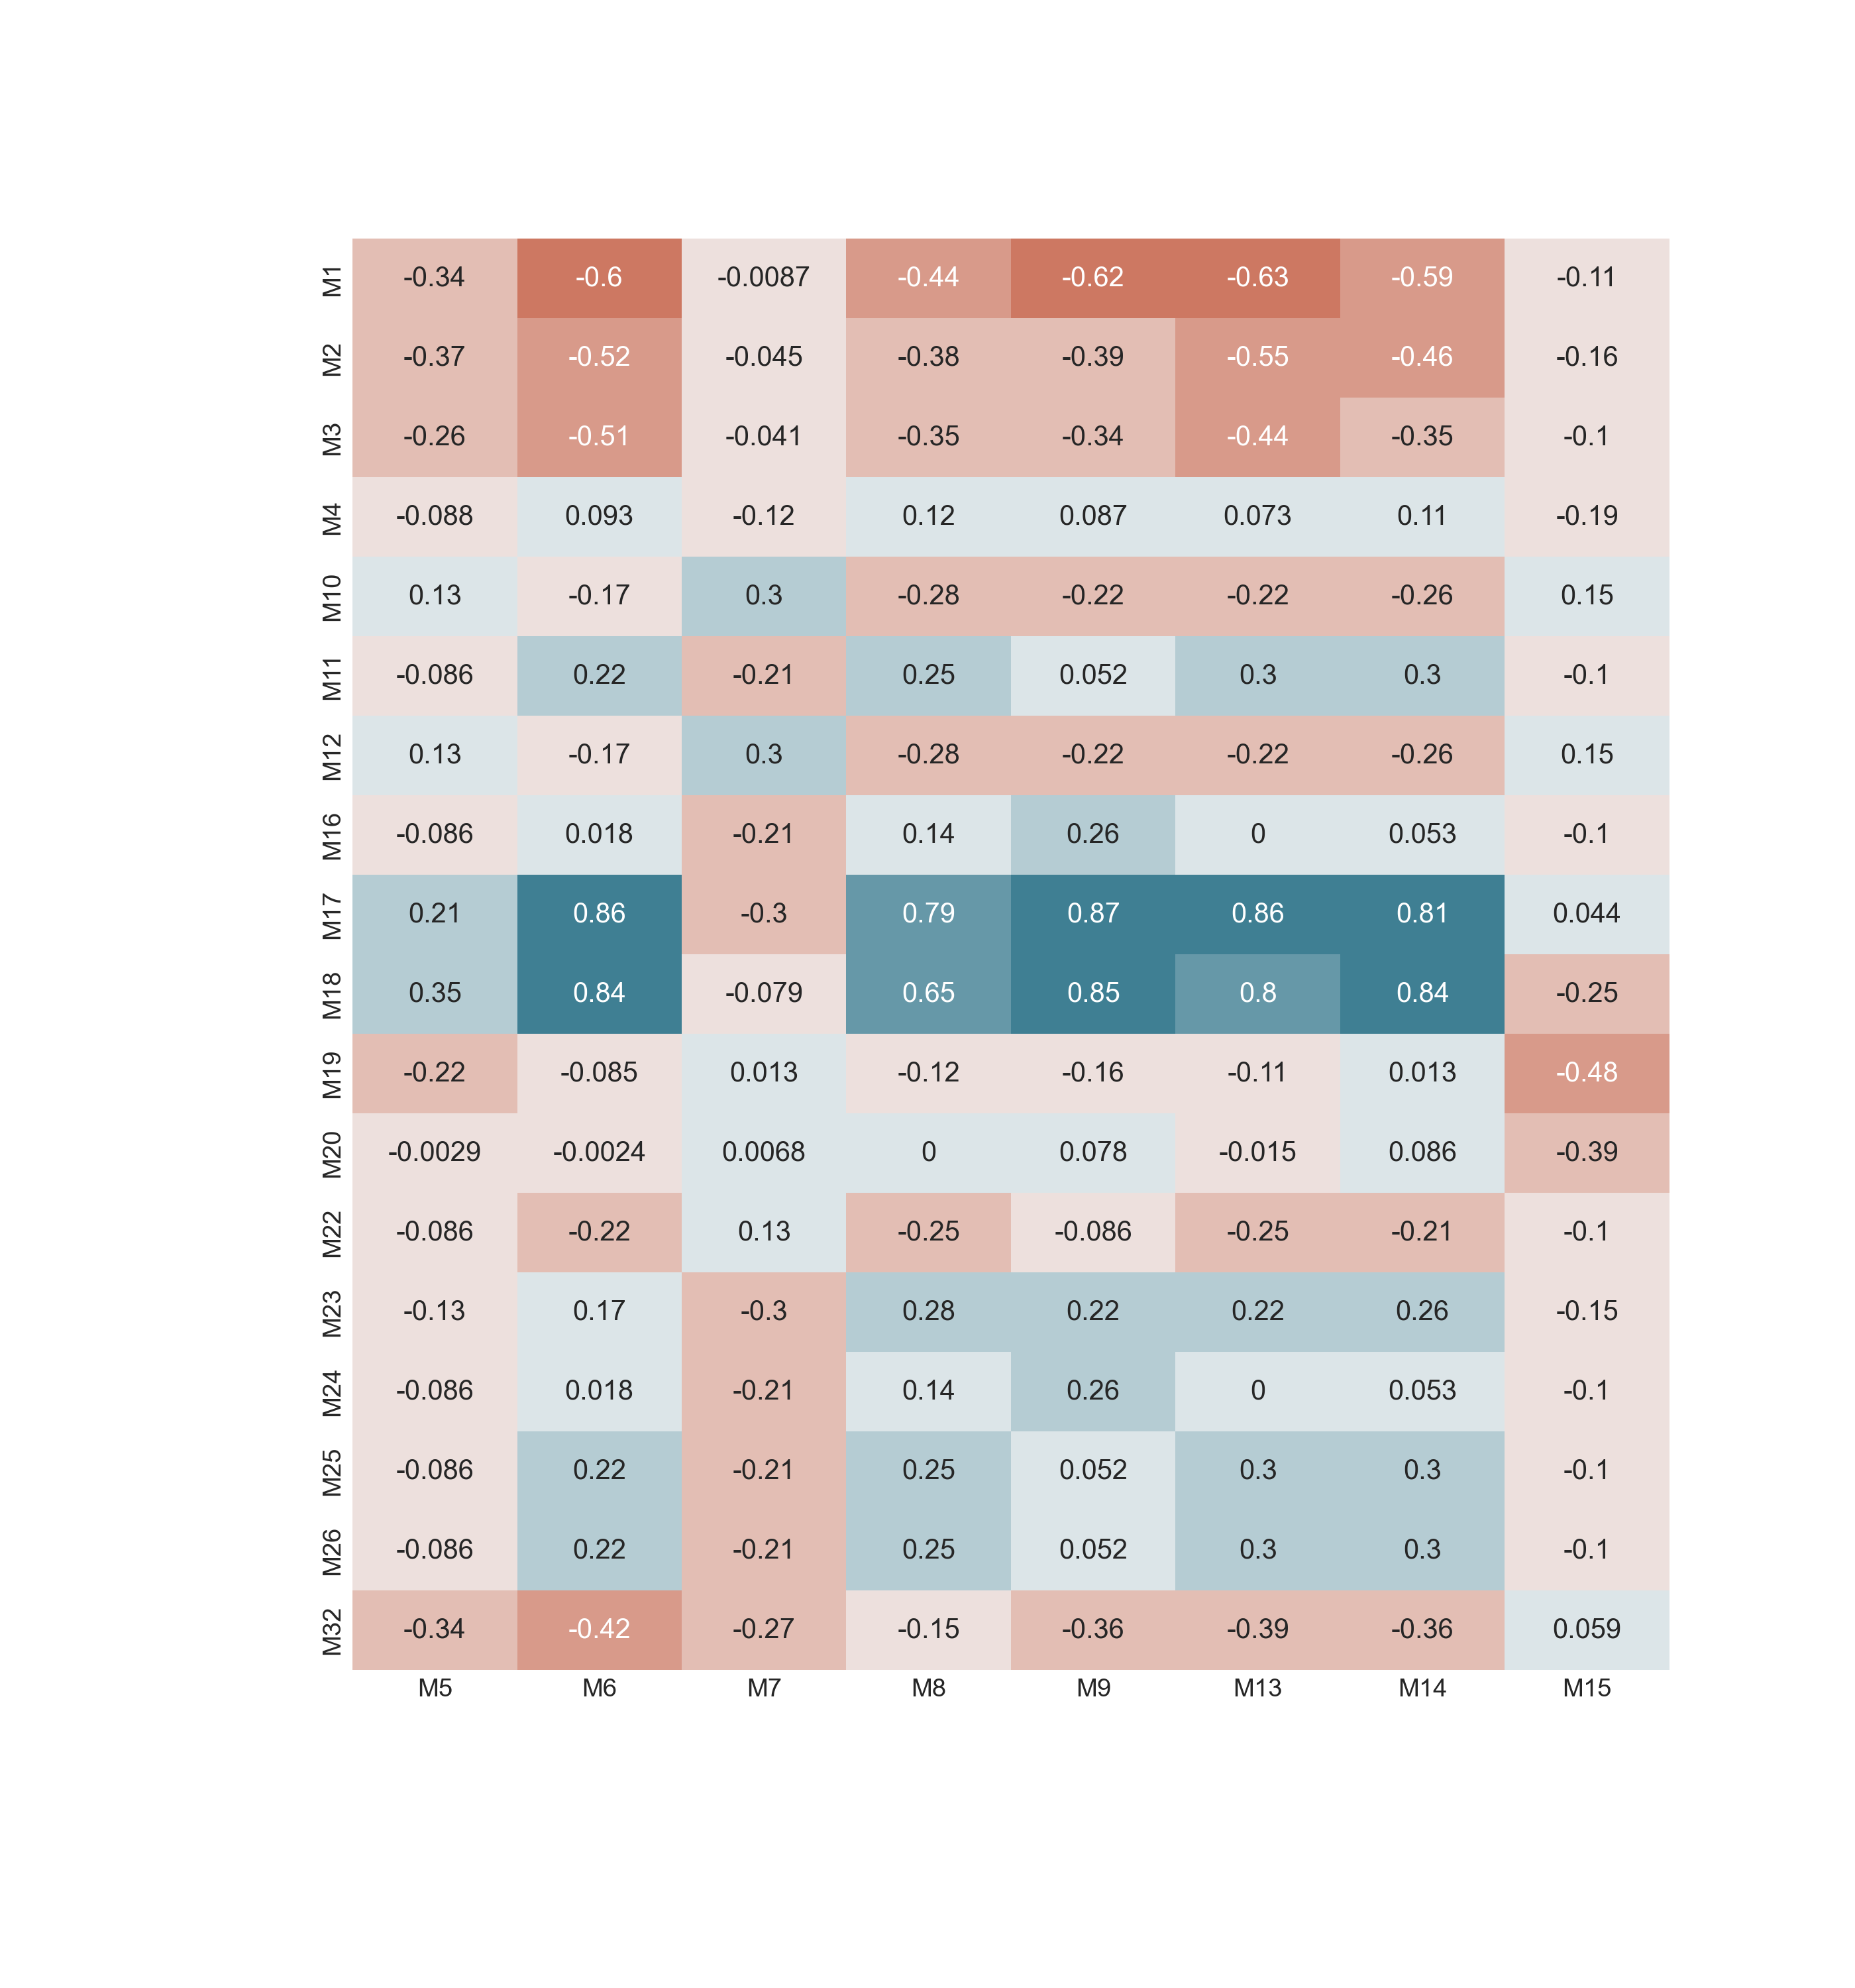 M1 -0.34 -0.6 -0.0087 -0.44 -0.62 -0.63 -0.59 -0.11
M2 -0.37 -0.52 -0.045 -0.38 -0.39 -0.55 -0.46 -0.16
M3 -0.26 -0.51 -0.041 -0.35 -0.34 -0.44 -0.35 -0.1
M4 -0.088 0.093 -0.12 0.12 0.087 0.073 0.11 -0.19
M10 0.13 -0.17 0.3 -0.28 -0.22 -0.22 -0.26 0.15
M11 -0.086 0.22 -0.21 0.25 0.052 0.3 0.3 -0.1
M12 0.13 -0.17 0.3 -0.28 -0.22 -0.22 -0.26 0.15
M16 -0.086 0.018 -0.21 0.14 0.26 0 0.053 -0.1
M17 0.21 0.86 -0.3 0.79 0.87 0.86 0.81 0.044
M18 0.35 0.84 -0.079 0.65 0.85 0.8 0.84 -0.25
M19 -0.22 -0.085 0.013 -0.12 -0.16 -0.11 0.013 -0.48
M20 -0.0029 -0.0024 0.0068 0 0.078 -0.015 0.086 -0.39
M22 -0.086 -0.22 0.13 -0.25 -0.086 -0.25 -0.21 -0.1
M23 -0.13 0.17 -0.3 0.28 0.22 0.22 0.26 -0.15
M24 -0.086 0.018 -0.21 0.14 0.26 0 0.053 -0.1
M25 -0.086 0.22 -0.21 0.25 0.052 0.3 0.3 -0.1
M26 -0.086 0.22 -0.21 0.25 0.052 0.3 0.3 -0.1
M32 -0.34 -0.42 -0.27 -0.15 -0.36 -0.39 -0.36 0.059
M5 M6 M7 M8 M9 M13 M14 M15